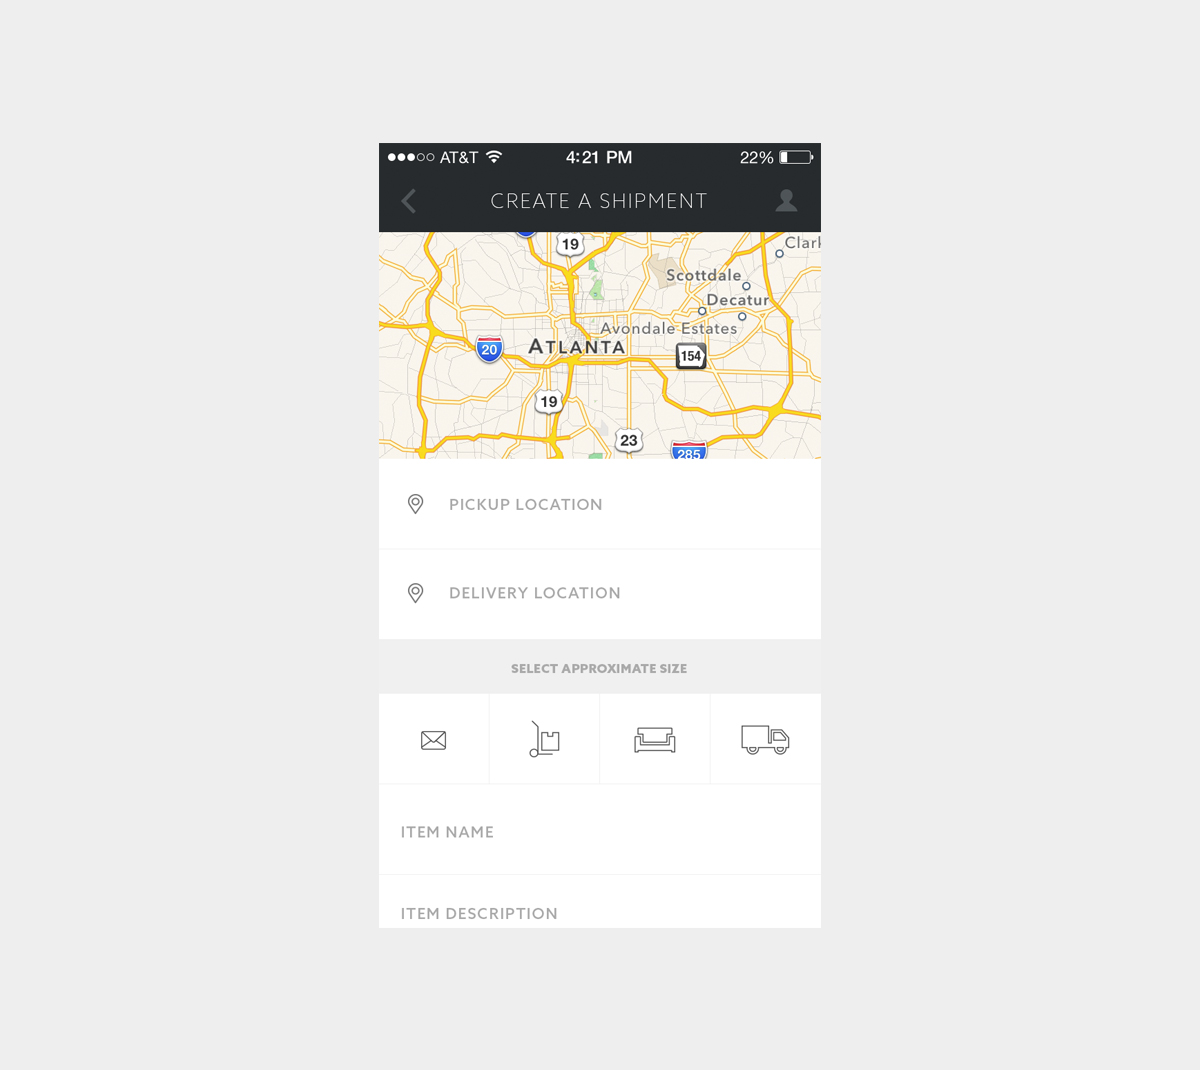 AT&T 4:21 PM 22%
CREATE A SHIPMENT
19
Clark
Scottdale
Decatur
Avondale Estates
20
ATLANTA
154
19
23
285
PICKUP LOCATION
DELIVERY LOCATION
SELECT APPROXIMATE SIZE
ITEM NAME
ITEM DESCRIPTION